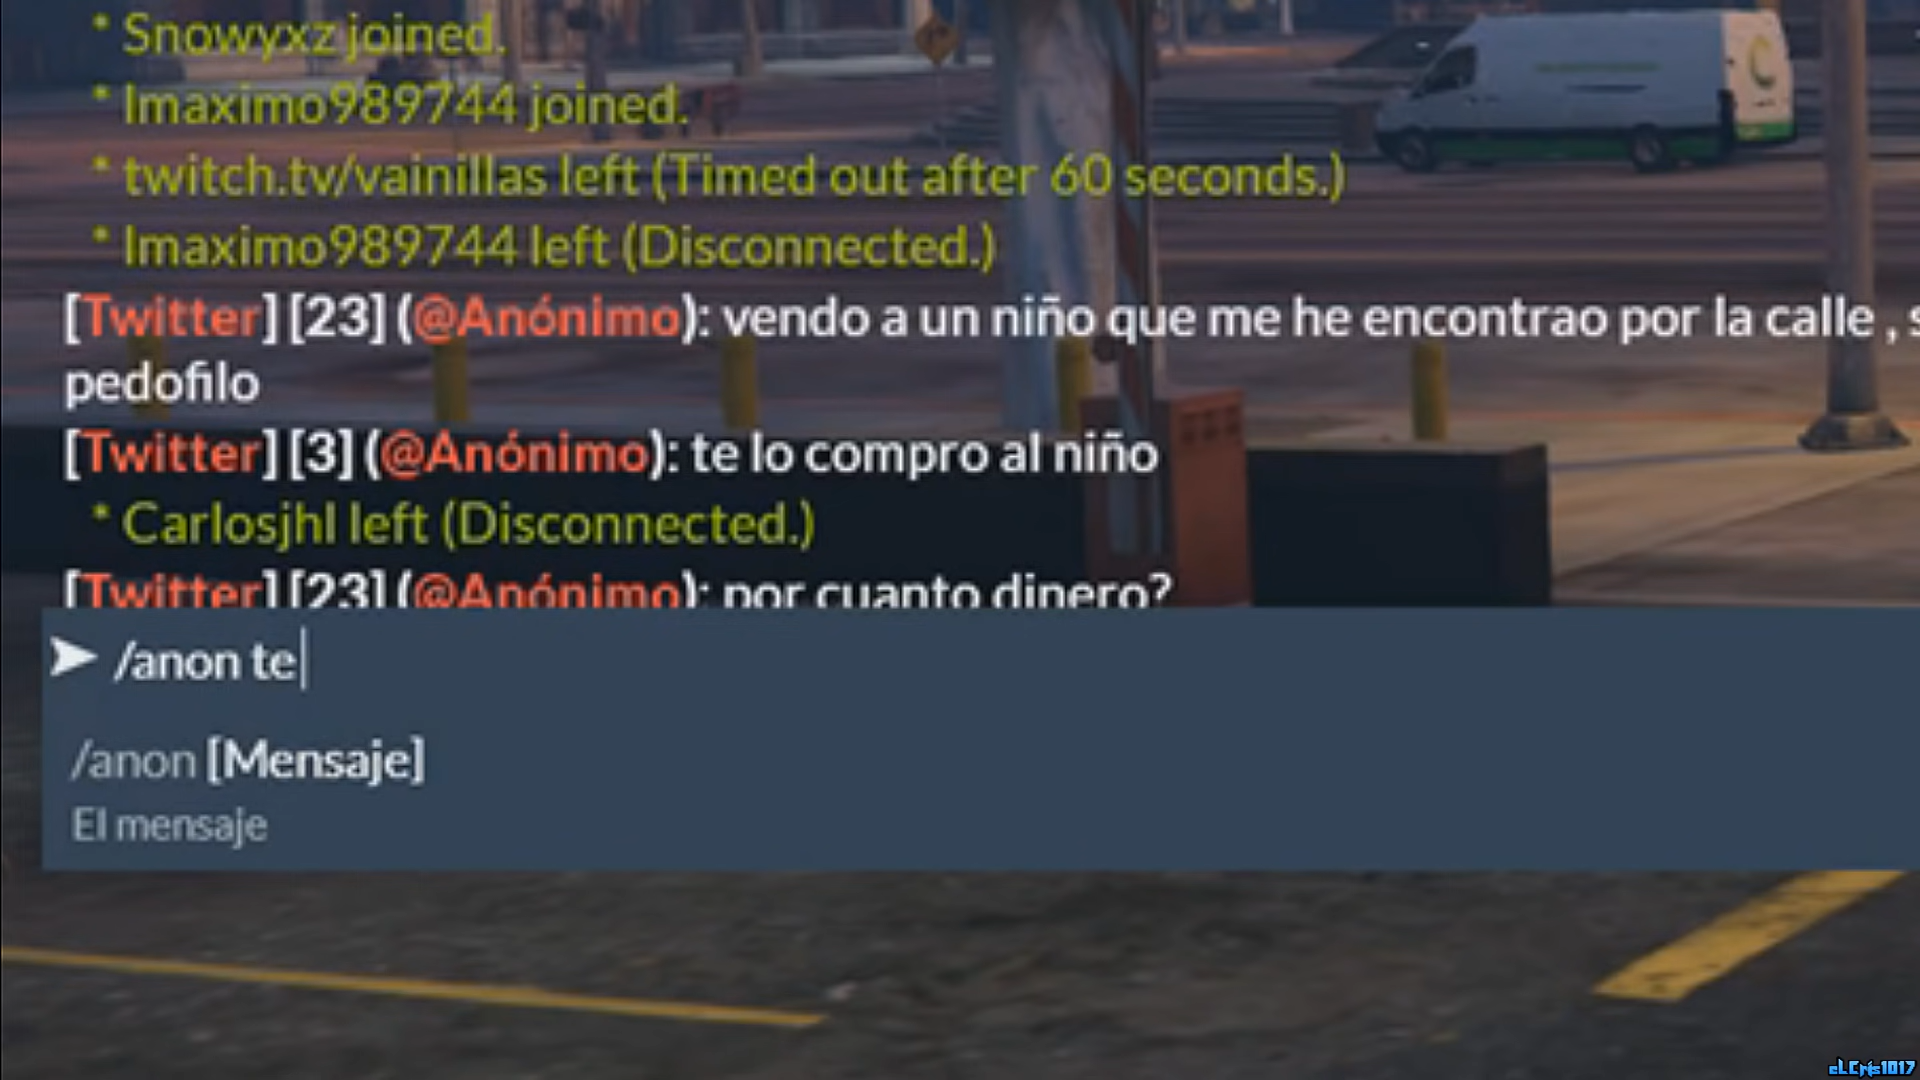 * Snowyxz joined.
* Imaximo989744 joined.
* twitch.tv/vainillas left (Timed out after 60 seconds.)
* Imaximo989744 left (Disconnected.)
[Twitter] [23] (@Anónimo): vendo a un niño que me he encontrao por la calle , s
pedofilo
[Twitter] [3] (@Anónimo): te lo compro al niño
* Carlosjhl left (Disconnected.)
[Twitter] [23] (@Anónimo): por cuanto dinero?
➤ /anon te
/anon [Mensaje]
El mensaje
eLCris1017